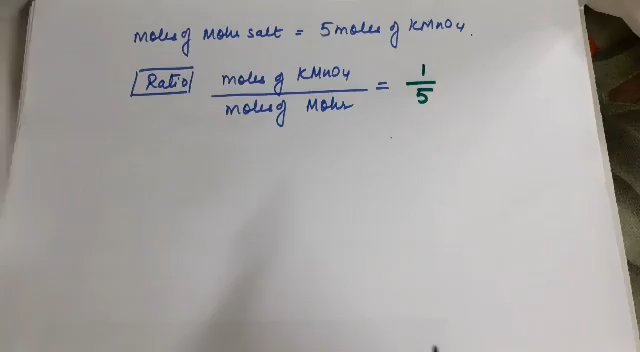 Moles of Mohr salt = 5 moles of KMnO4.
Ratio moles of KMnO4 / moles of Mohr = 1 / 5